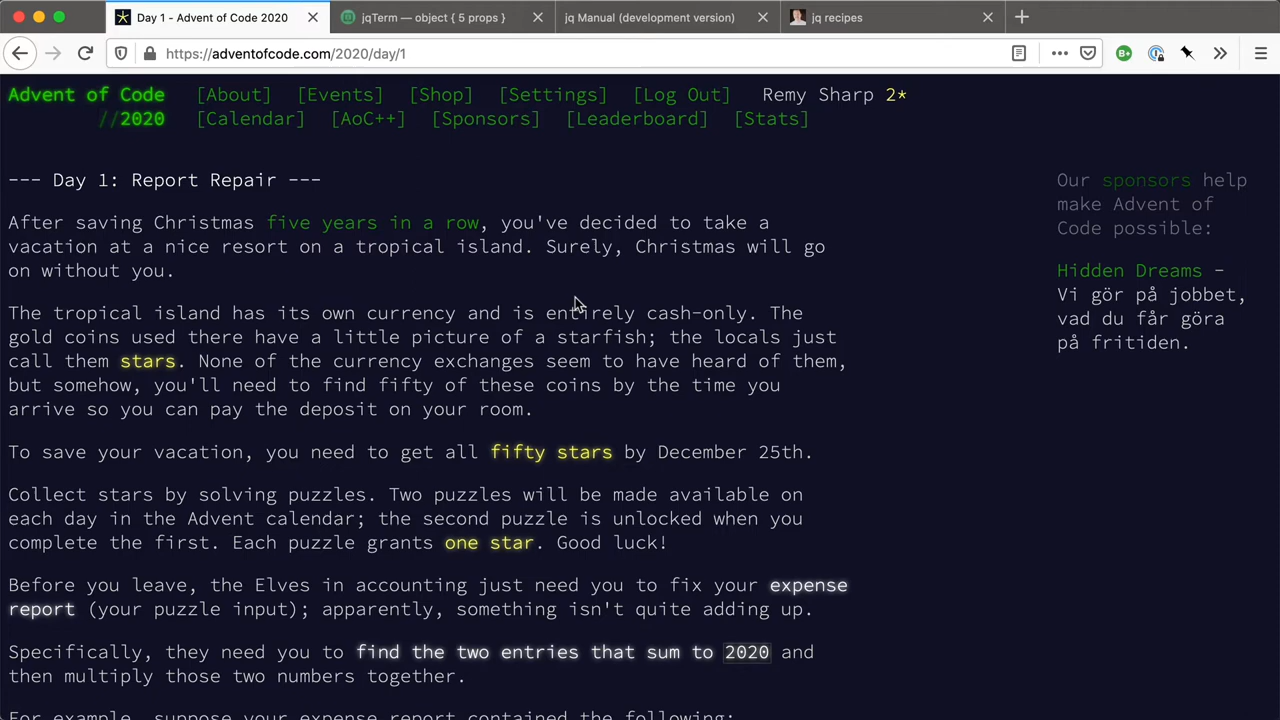 Day 1 - Advent of Code 2020
jqTerm — object { 5 props }
jq Manual (development version)
jq recipes
https://adventofcode.com/2020/day/1
Advent of Code [About] [Events] [Shop] [Settings] [Log Out] Remy Sharp 2*
//2020 [Calendar] [AoC++] [Sponsors] [Leaderboard] [Stats]
--- Day 1: Report Repair ---
After saving Christmas five years in a row, you've decided to take a
vacation at a nice resort on a tropical island. Surely, Christmas will go
on without you.
The tropical island has its own currency and is entirely cash-only. The
gold coins used there have a little picture of a starfish; the locals just
call them stars. None of the currency exchanges seem to have heard of them,
but somehow, you'll need to find fifty of these coins by the time you
arrive so you can pay the deposit on your room.
To save your vacation, you need to get all fifty stars by December 25th.
Collect stars by solving puzzles. Two puzzles will be made available on
each day in the Advent calendar; the second puzzle is unlocked when you
complete the first. Each puzzle grants one star. Good luck!
Before you leave, the Elves in accounting just need you to fix your expense
report (your puzzle input); apparently, something isn't quite adding up.
Specifically, they need you to find the two entries that sum to 2020 and
then multiply those two numbers together.
For example, suppose your expense report contained the following:
Our sponsors help
make Advent of
Code possible:
Hidden Dreams -
Vi gör på jobbet,
vad du får göra
på fritiden.